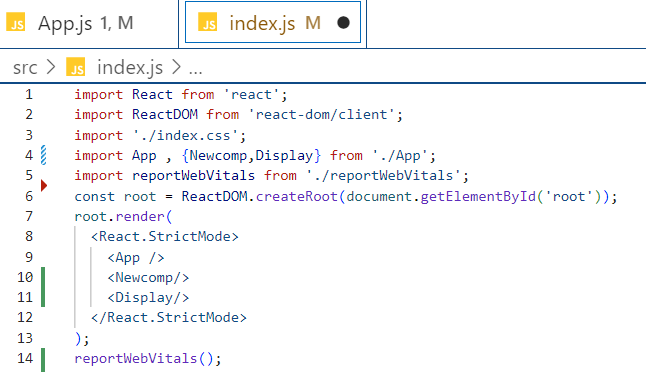 JS App.js 1, M JS index.js M
src > JS index.js > ...
1 import React from 'react';
2 import ReactDOM from 'react-dom/client';
3 import './index.css';
4 import App , {Newcomp,Display} from './App';
5 import reportWebVitals from './reportWebVitals';
6 const root = ReactDOM.createRoot(document.getElementById('root'));
7 root.render(
8 <React.StrictMode>
9 <App />
10 <Newcomp/>
11 <Display/>
12 </React.StrictMode>
13 );
14 reportWebVitals();